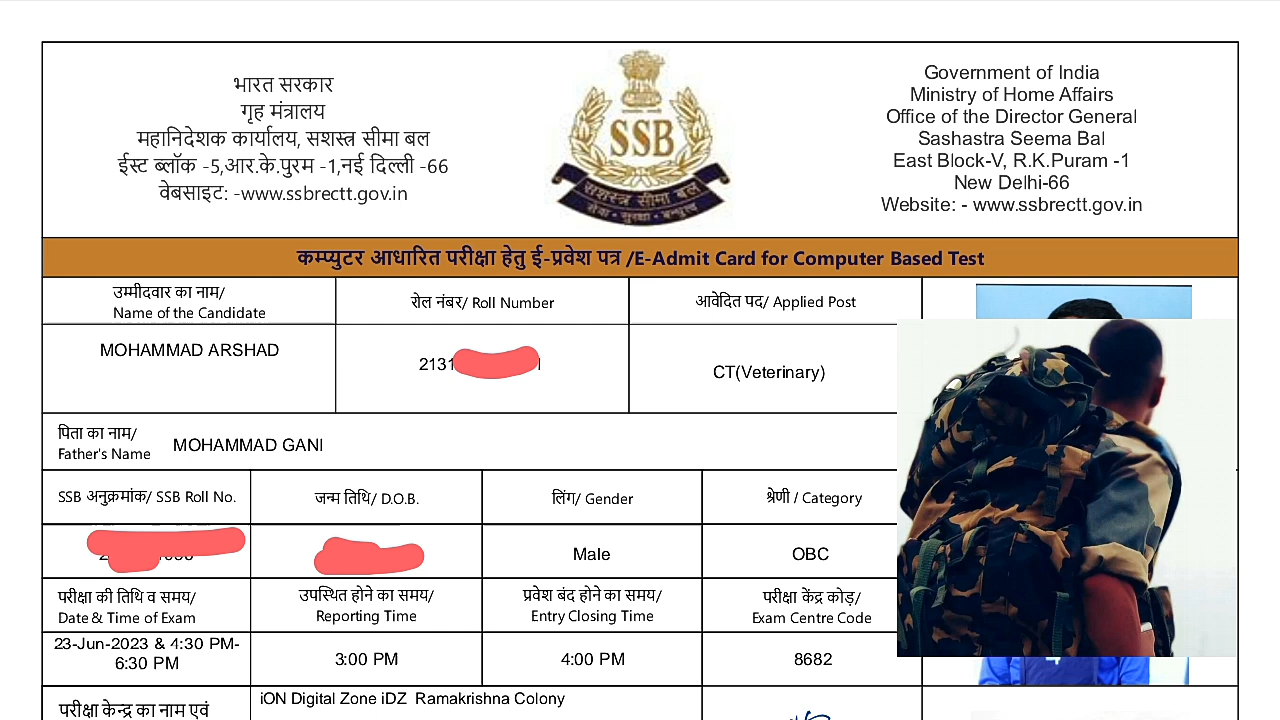 भारत सरकार
गृह मंत्रालय
महानिदेशक कार्यालय, सशस्त्र सीमा बल
ईस्ट ब्लॉक -5,आर.के.पुरम -1,नई दिल्ली -66
वेबसाइट: -www.ssbrectt.gov.in
SSB
सशस्त्र सीमा बल
Government of India
Ministry of Home Affairs
Office of the Director General
Sashastra Seema Bal
East Block-V, R.K.Puram -1
New Delhi-66
Website: - www.ssbrectt.gov.in
कम्प्युटर आधारित परीक्षा हेतु ई-प्रवेश पत्र /E-Admit Card for Computer Based Test
उम्मीदवार का नाम/
Name of the Candidate
रोल नंबर/ Roll Number
आवेदित पद/ Applied Post
MOHAMMAD ARSHAD
2131
CT(Veterinary)
पिता का नाम/
Father's Name
MOHAMMAD GANI
SSB अनुक्रमांक/ SSB Roll No.
जन्म तिथि/ D.O.B.
लिंग/ Gender
श्रेणी / Category
Male
OBC
परीक्षा की तिथि व समय/
Date & Time of Exam
उपस्थित होने का समय/
Reporting Time
प्रवेश बंद होने का समय/
Entry Closing Time
परीक्षा केंद्र कोड़/
Exam Centre Code
23-Jun-2023 & 4:30 PM-
6:30 PM
3:00 PM
4:00 PM
8682
परीक्षा केन्द्र का नाम एवं
iON Digital Zone iDZ Ramakrishna Colony